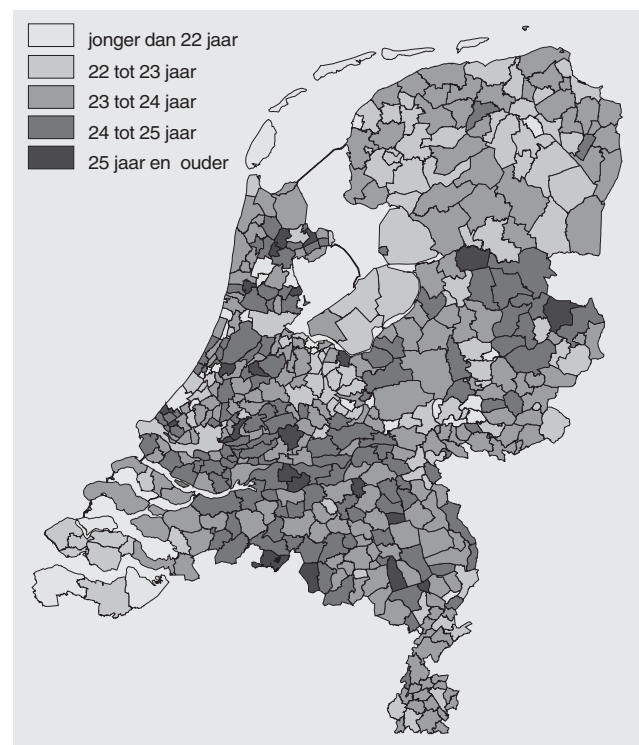 jonger dan 22 jaar
22 tot 23 jaar
23 tot 24 jaar
24 tot 25 jaar
25 jaar en ouder